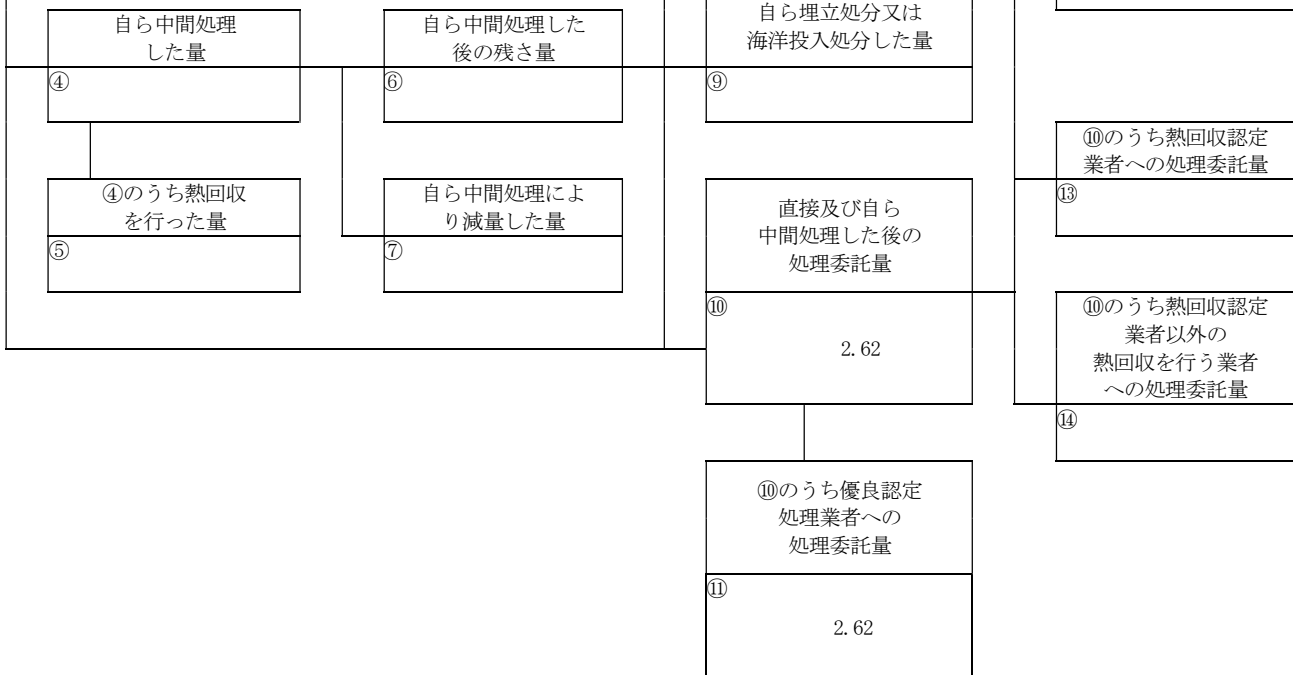 自ら中間処理
した量
④
自ら中間処理した
後の残さ量
⑥
自ら埋立処分又は
海洋投入処分した量
⑨
④のうち熱回収
を行った量
⑤
自ら中間処理によ
り減量した量
⑦
直接及び自ら
中間処理した後の
処理委託量
⑩
2.62
⑩のうち優良認定
処理業者への
処理委託量
⑪
2.62
⑩のうち熱回収認定
業者への処理委託量
⑬
⑩のうち熱回収認定
業者以外の
熱回収を行う業者
への処理委託量
⑭